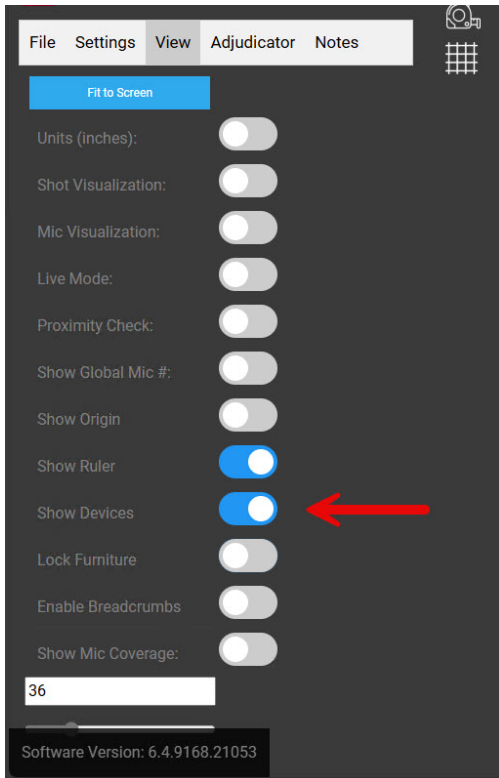 File Settings View Adjudicator Notes
Fit to Screen
Units (inches):
Shot Visualization:
Mic Visualization:
Live Mode:
Proximity Check:
Show Global Mic #:
Show Origin
Show Ruler
Show Devices
Lock Furniture
Enable Breadcrumbs
Show Mic Coverage:
36
Software Version: 6.4.9168.21053